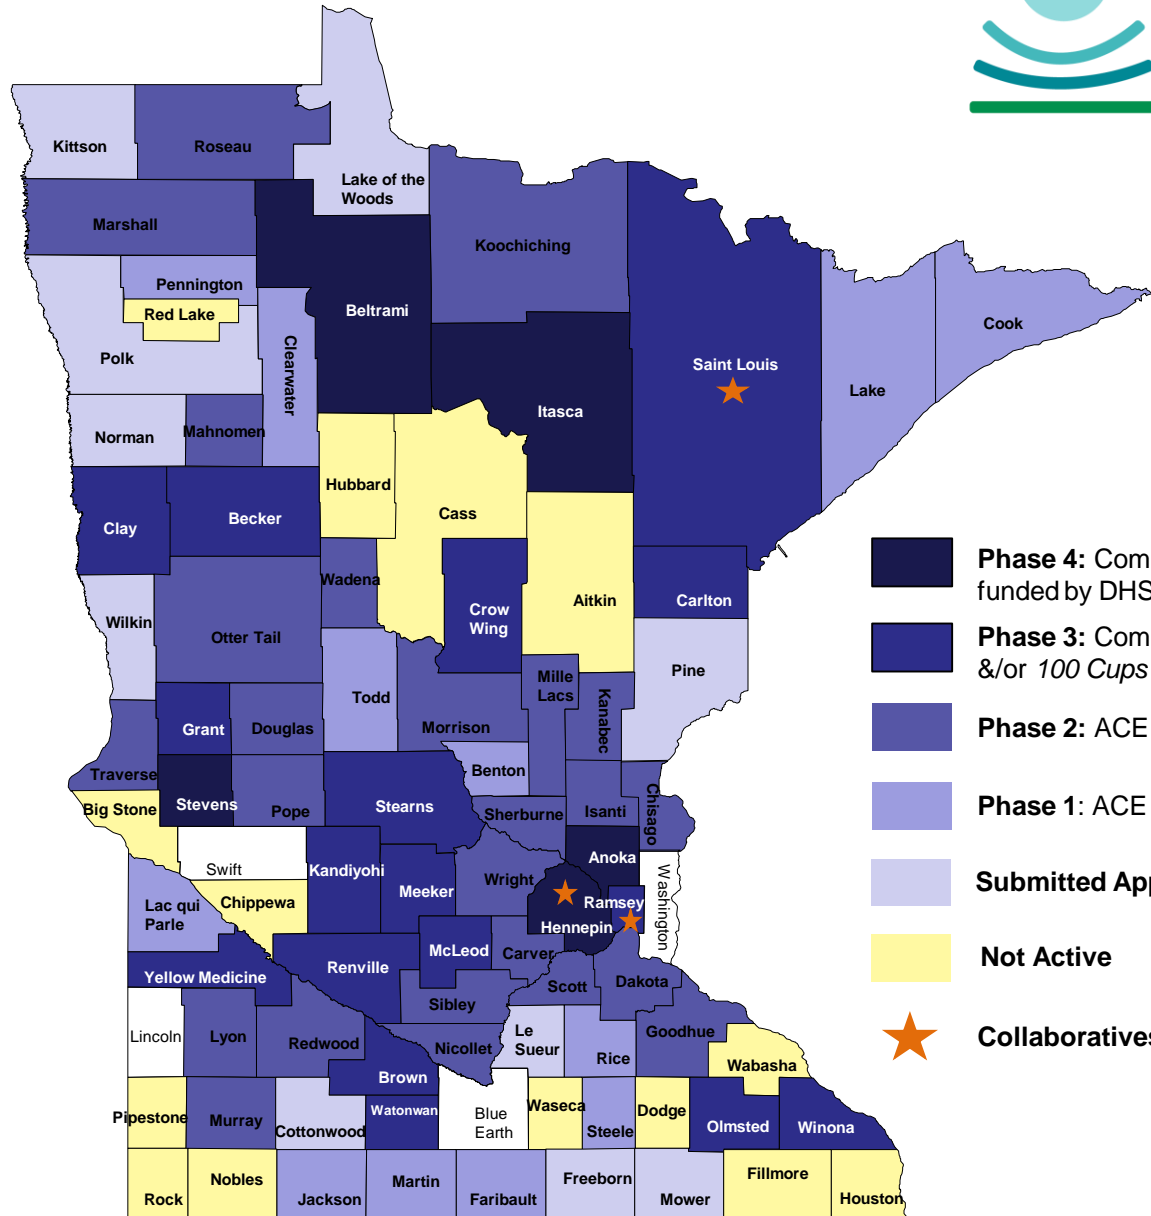 Kittson
Roseau
Lake of the
Woods
Marshall
Koochiching
Pennington
Red Lake
Beltrami
Cook
Polk
Clearwater
Saint Louis
Lake
Itasca
Norman
Mahnomen
Hubbard
Cass
Clay
Becker
Phase 4: Com
funded by DHS
Wadena
Aitkin
Carlton
Crow
Wing
Wilkin
Otter Tail
Phase 3: Com
&/or 100 Cups
Pine
Mille
Lacs
Todd
Kanabec
Grant
Douglas
Morrison
Phase 2: ACE
Traverse
Benton
Big Stone
Stevens
Pope
Stearns
Sherburne
Isanti
Chisago
Phase 1: ACE
Swift
Kandiyohi
Meeker
Wright
Anoka
Washington
Submitted App
Lac qui
Parle
Chippewa
Ramsey
Hennepin
McLeod
Carver
Not Active
Yellow Medicine
Renville
Sibley
Scott
Dakota
Lincoln
Lyon
Redwood
Nicollet
Le
Sueur
Rice
Goodhue
Collaboratives
Wabasha
Brown
Pipestone
Murray
Cottonwood
Watonwan
Blue
Earth
Waseca
Steele
Dodge
Olmsted
Winona
Rock
Nobles
Jackson
Martin
Faribault
Freeborn
Mower
Fillmore
Houston